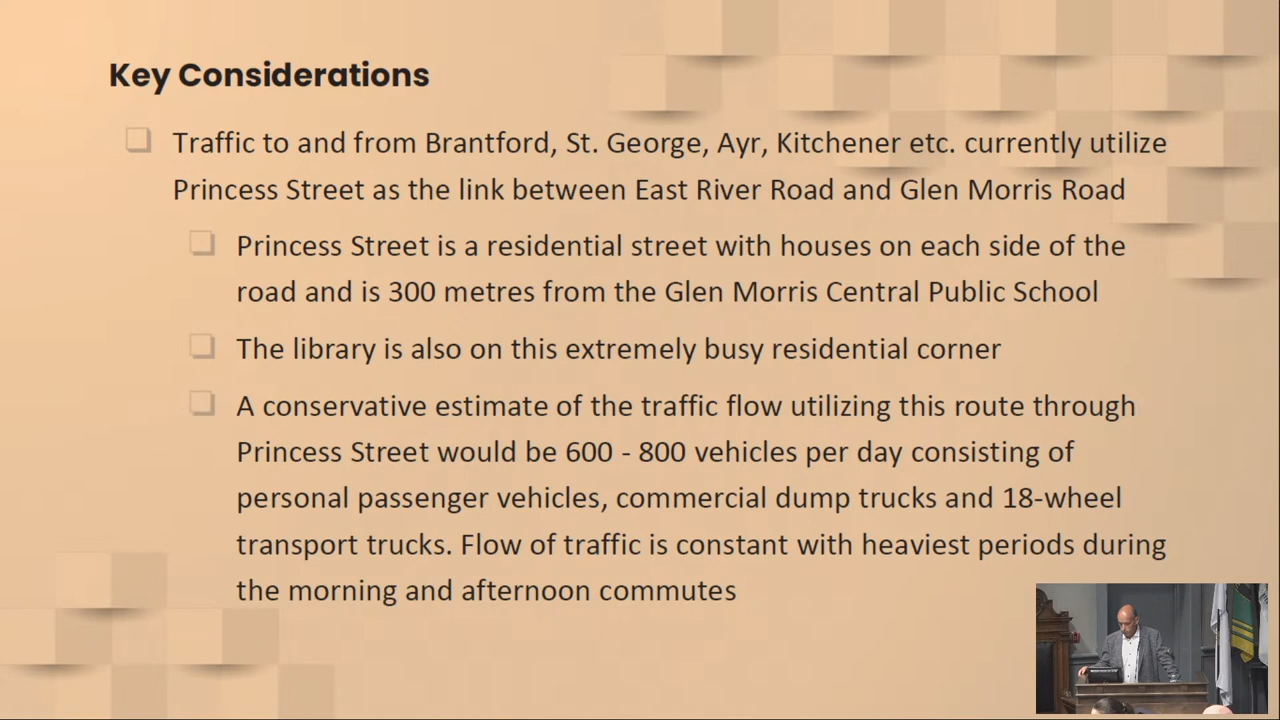 Key Considerations
Traffic to and from Brantford, St. George, Ayr, Kitchener etc. currently utilize
Princess Street as the link between East River Road and Glen Morris Road
Princess Street is a residential street with houses on each side of the
road and is 300 metres from the Glen Morris Central Public School
The library is also on this extremely busy residential corner
A conservative estimate of the traffic flow utilizing this route through
Princess Street would be 600 - 800 vehicles per day consisting of
personal passenger vehicles, commercial dump trucks and 18-wheel
transport trucks. Flow of traffic is constant with heaviest periods during
the morning and afternoon commutes